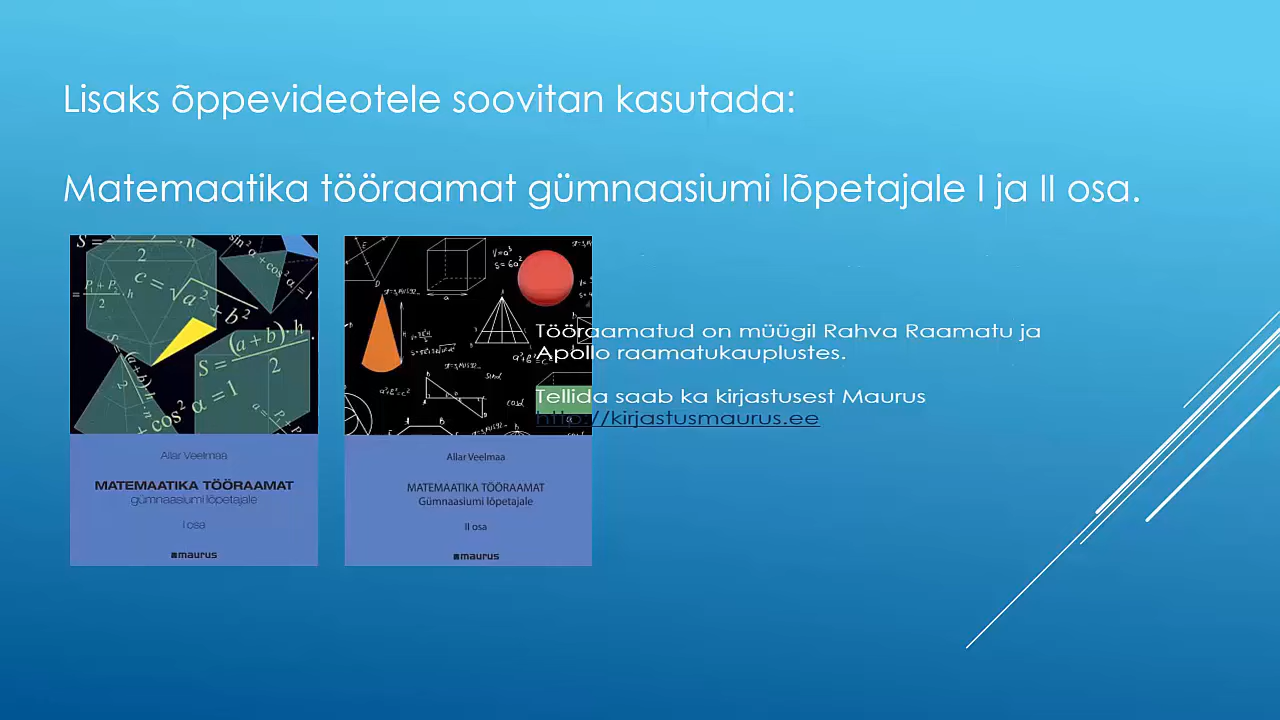 Lisaks õppevideotele soovitan kasutada:
Matemaatika tööraamat gümnaasiumi lõpetajale I ja II osa.
Allar Veelmaa
MATEMAATIKA TÖÖRAAMAT
gümnaasiumi lõpetajale
I osa
maurus
Allar Veelmaa
MATEMAATIKA TÖÖRAAMAT
Gümnaasiumi lõpetajale
II osa
maurus
Tööraamatud on müügil Rahva Raamatu ja
Apollo raamatukauplustes.
Tellida saab ka kirjastusest Maurus
http://kirjastusmaurus.ee